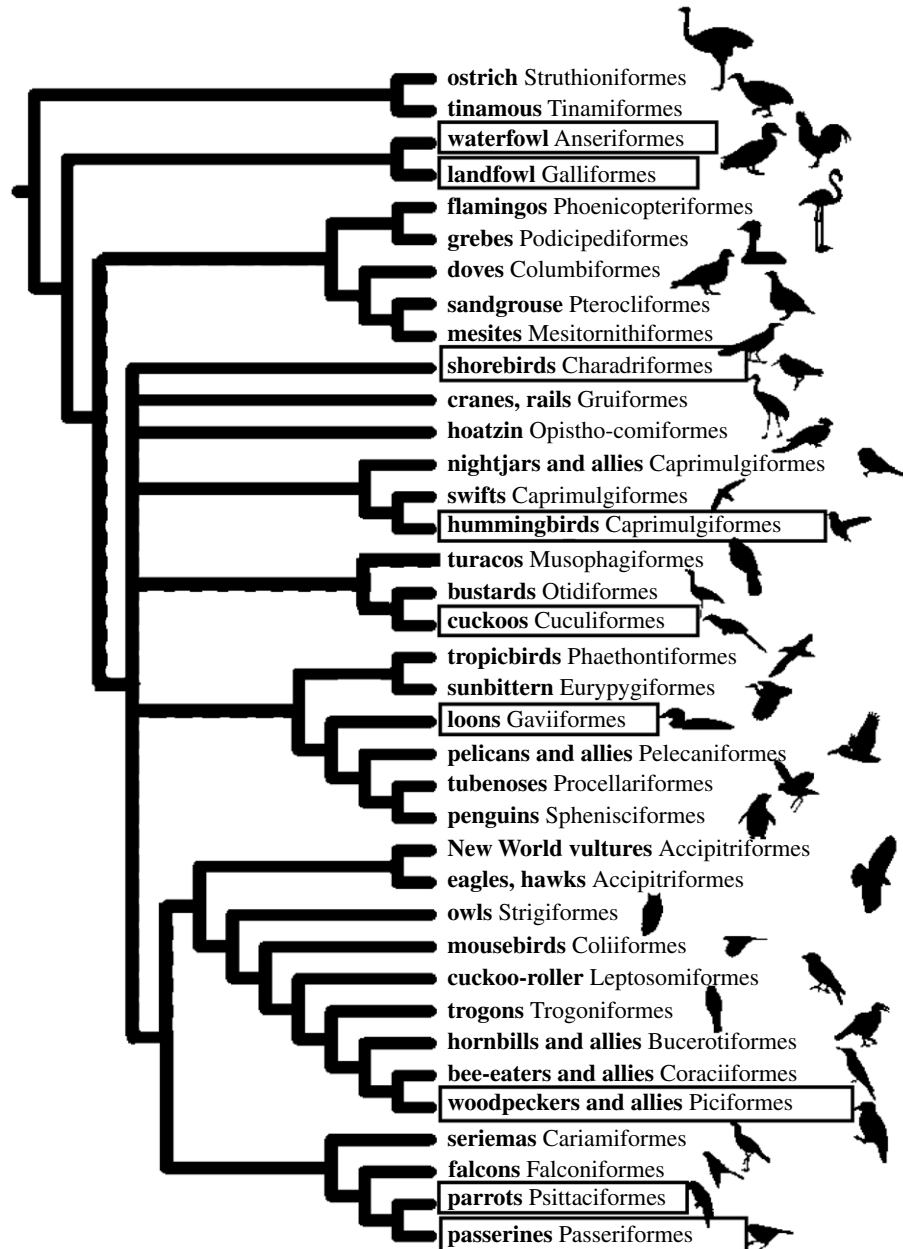 ostrich Struthioniformes
tinamous Tinamiformes
waterfowl Anseriformes
landfowl Galliformes
flamingos Phoenicopteriformes
grebes Podicipediformes
doves Columbiformes
sandgrouse Pterocliformes
mesites Mesitornithiformes
shorebirds Charadriformes
cranes, rails Gruiformes
hoatzin Opistho-comiformes
nightjars and allies Caprimulgiformes
swifts Caprimulgiformes
hummingbirds Caprimulgiformes
turacos Musophagiformes
bustards Otidiformes
cuckoos Cuculiformes
tropicbirds Phaethontiformes
sunbittern Eurypygiformes
loons Gaviiformes
pelicans and allies Pelecaniformes
tubenoses Procellariformes
penguins Sphenisciformes
New World vultures Accipitriformes
eagles, hawks Accipitriformes
owls Strigiformes
mousebirds Coliiformes
cuckoo-roller Leptosomiformes
trogons Trogoniformes
hornbills and allies Bucerotiformes
bee-eaters and allies Coraciiformes
woodpeckers and allies Piciformes
seriemas Cariamiformes
falcons Falconiformes
parrots Psittaciformes
passerines Passeriformes